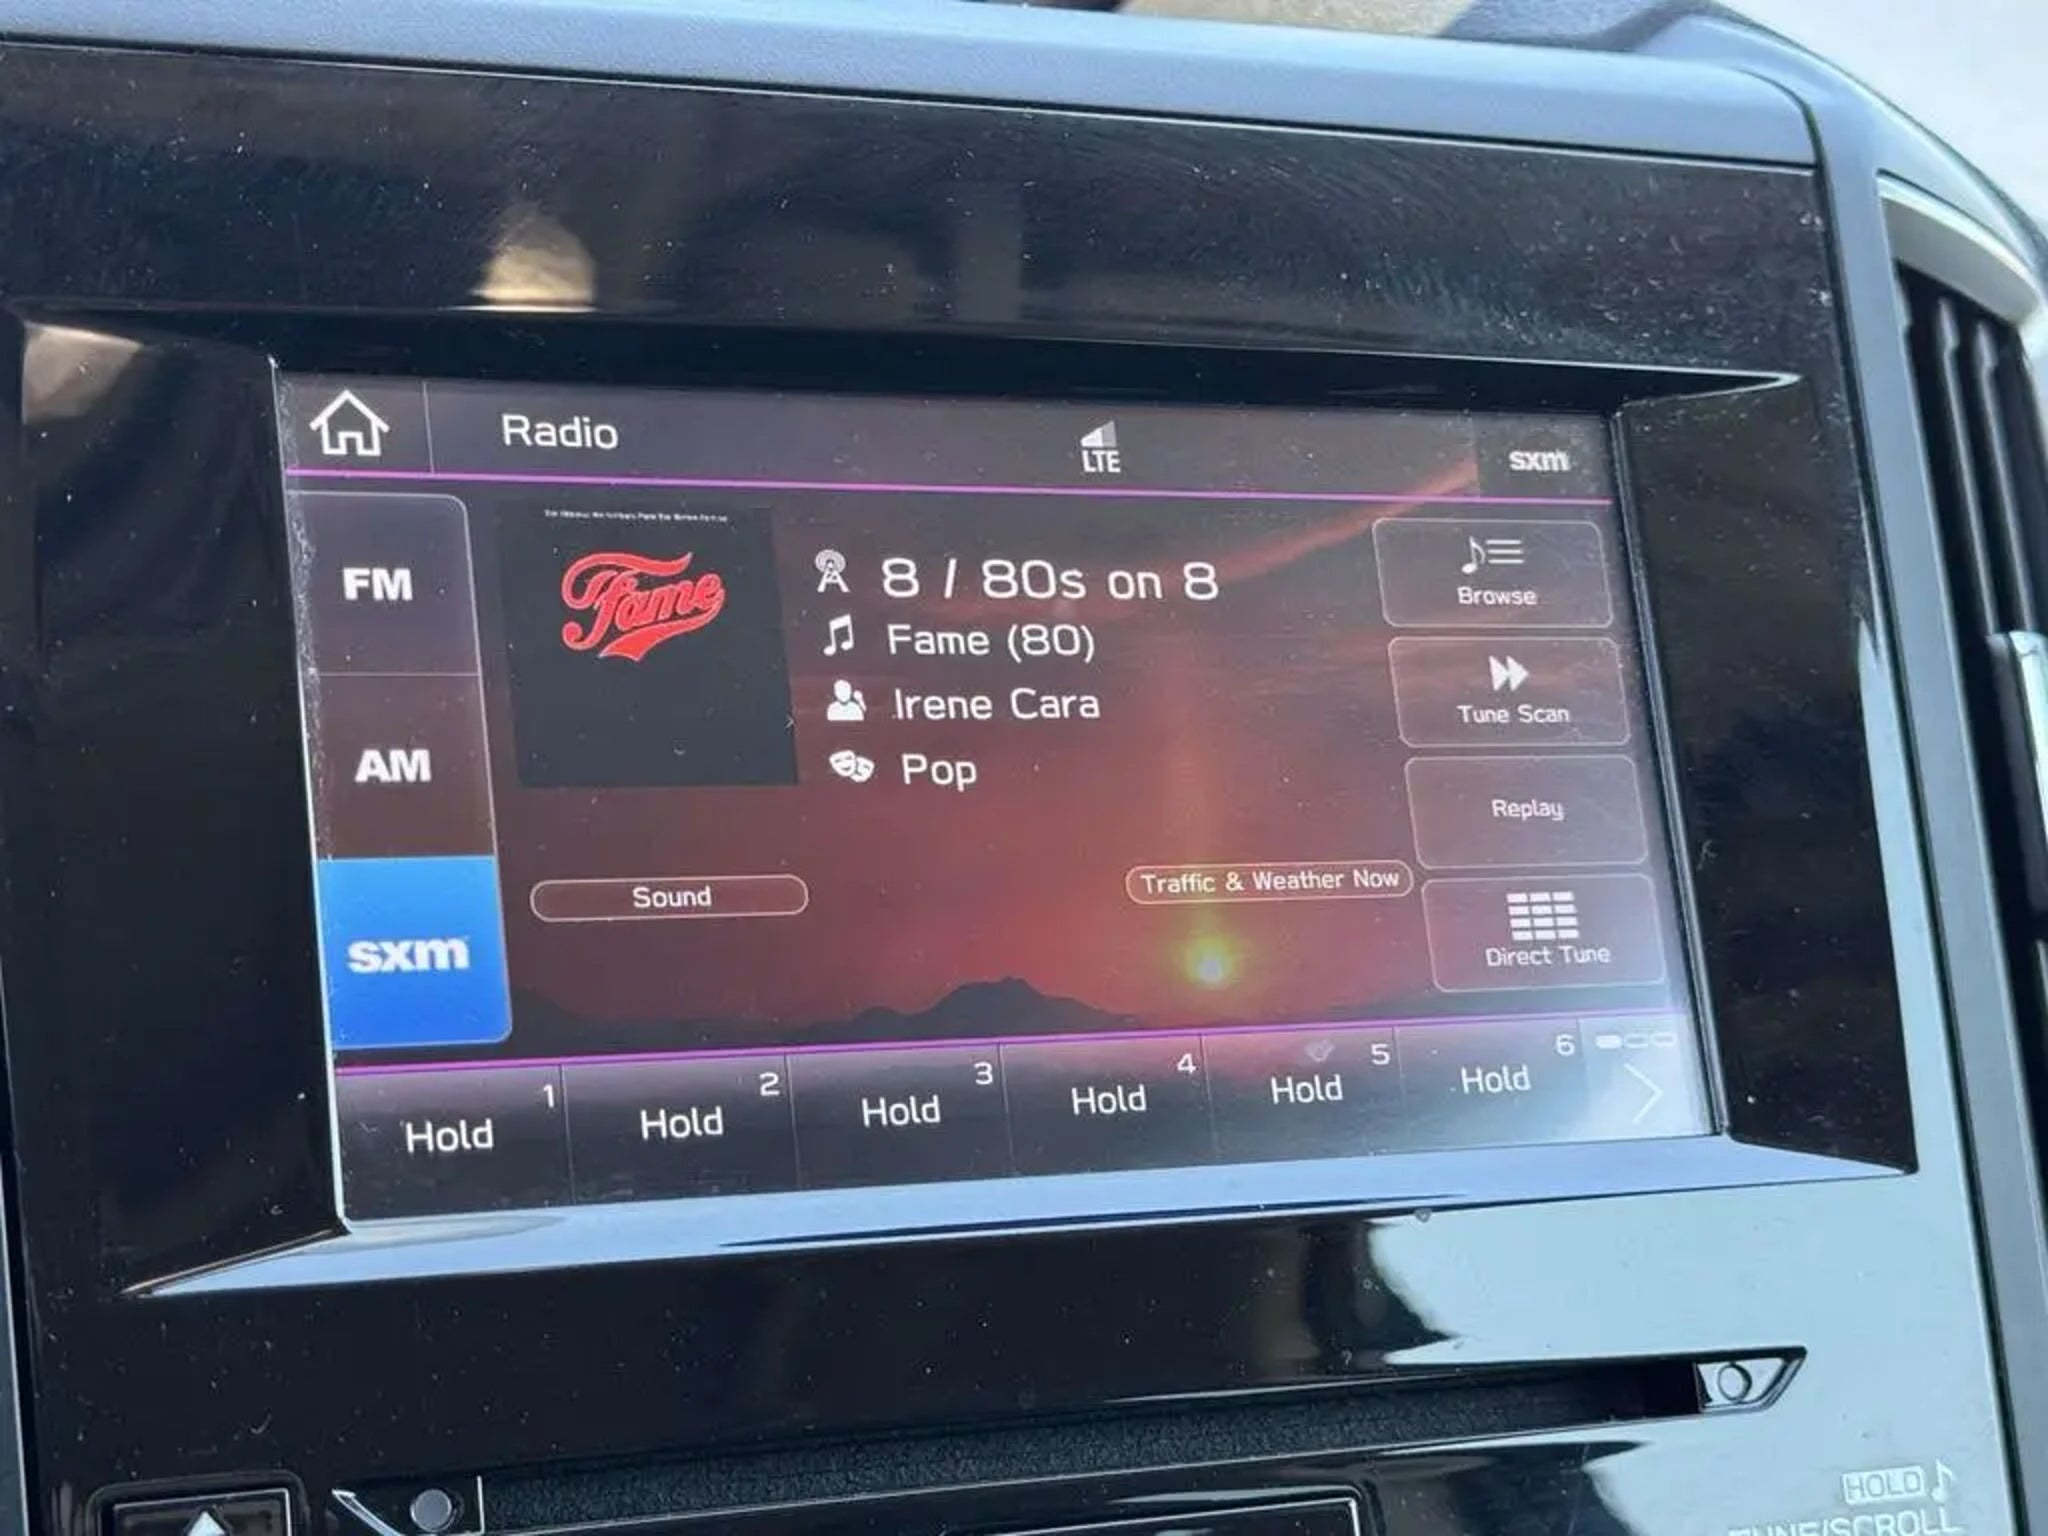 Radio
LTE
sxm
FM
AM
sxm
Fame
8 / 80s on 8
Fame (80)
Irene Cara
Pop
Sound
Traffic & Weather Now
Browse
Tune Scan
Replay
Direct Tune
1
Hold
2
Hold
3
Hold
4
Hold
5
Hold
6
Hold
HOLD
TUNE/SCROLL